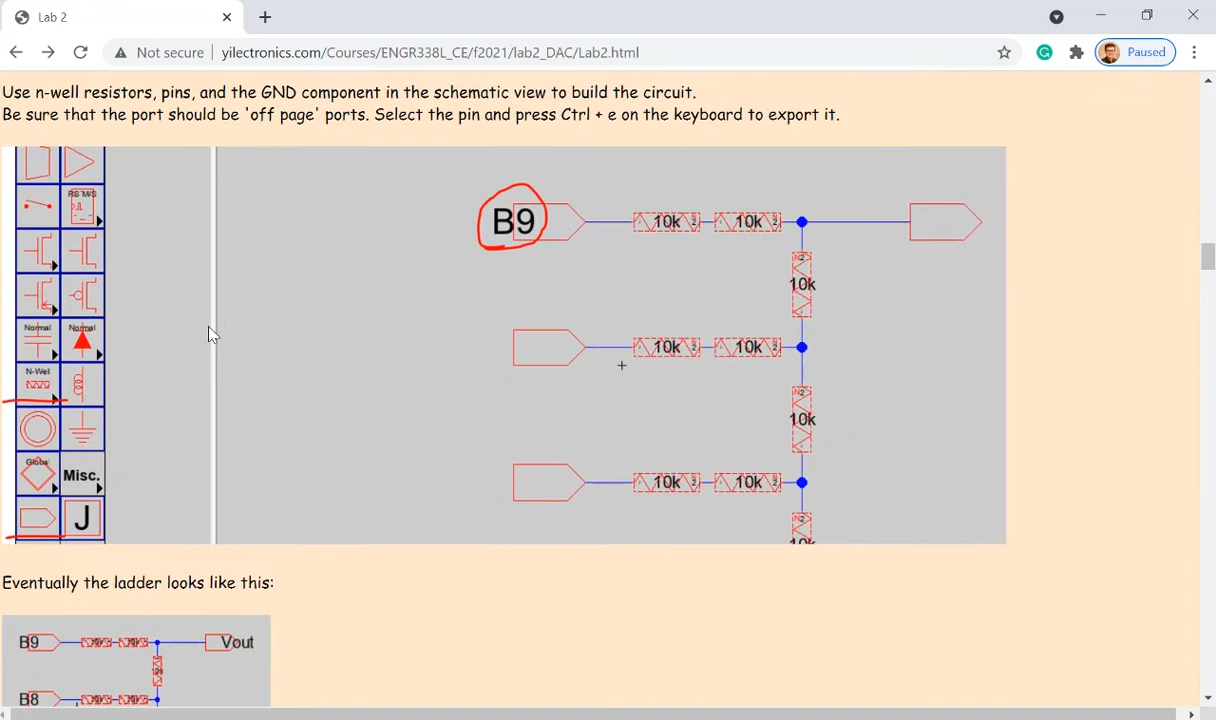 Lab 2
Not secure
yilectronics.com/Courses/ENGR338L_CE/f2021/lab2_DAC/Lab2.html
Paused
Use n-well resistors, pins, and the GND component in the schematic view to build the circuit.
Be sure that the port should be 'off page' ports. Select the pin and press Ctrl + e on the keyboard to export it.
RS M/S
B9
10k 10k
10k
Normal Normal
10k 10k
N-Well
10k
Global
Misc.
10k 10k
J
10k
Eventually the ladder looks like this:
B9
Vout
B8